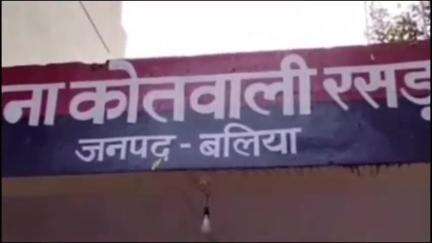 ना कोतवाली रसड़
जनपद - बलिया